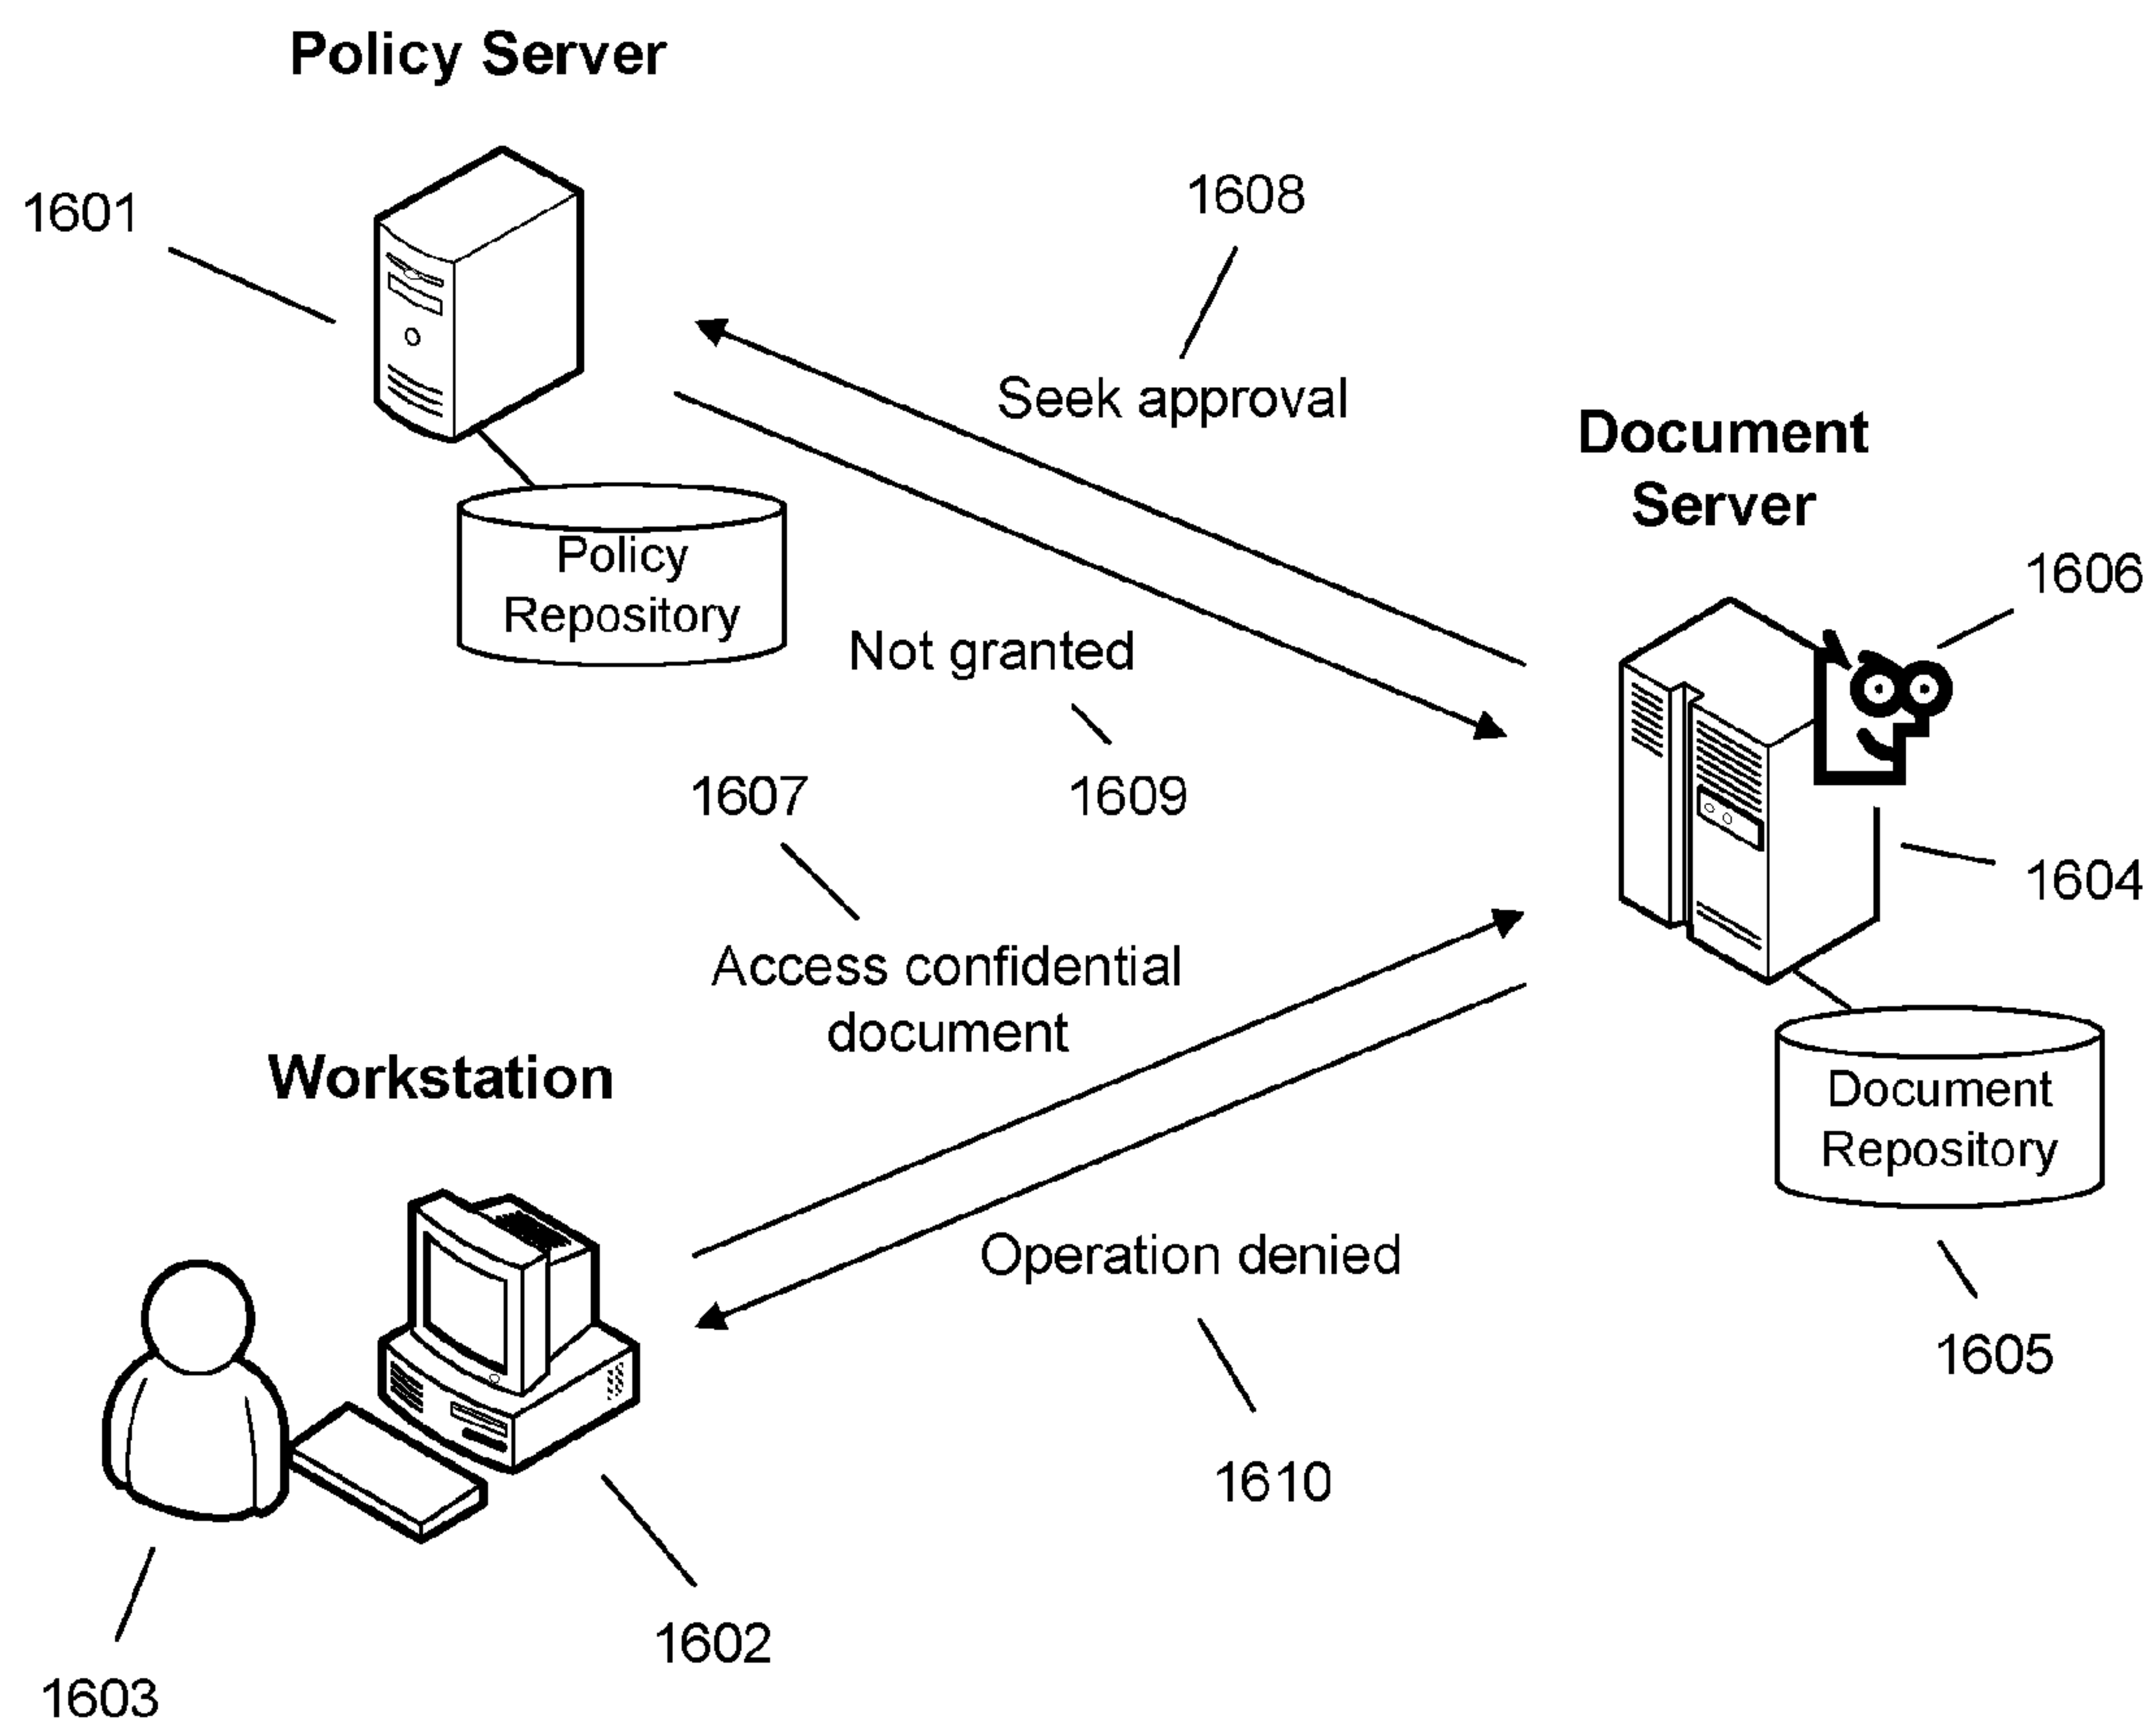 Policy Server
1601
1608
Seek approval
Document
Server
1606
Policy
Repository
Not granted
1607
1609
1604
Access confidential
document
Workstation
Document
Repository
Operation denied
1605
1610
1602
1603